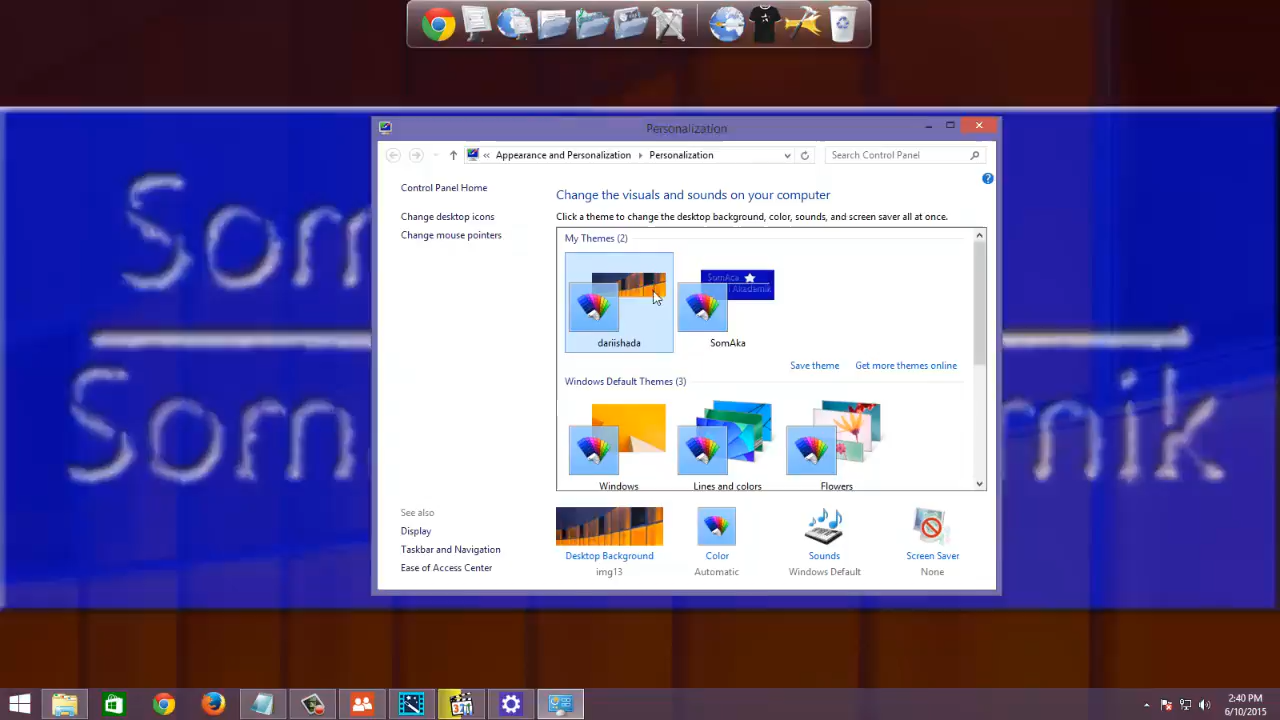 Personalization
« Appearance and Personalization Personalization
Search Control Panel
Control Panel Home
Change desktop icons
Change mouse pointers
See also
Display
Taskbar and Navigation
Ease of Access Center
Change the visuals and sounds on your computer
Click a theme to change the desktop background, color, sounds, and screen saver all at once.
My Themes (2)
SomAca
Akademik
dariishada
SomAka
Save theme
Get more themes online
Windows Default Themes (3)
Windows
Lines and colors
Flowers
Desktop Background
img13
Color
Automatic
Sounds
Windows Default
Screen Saver
None
2:40 PM
6/10/2015